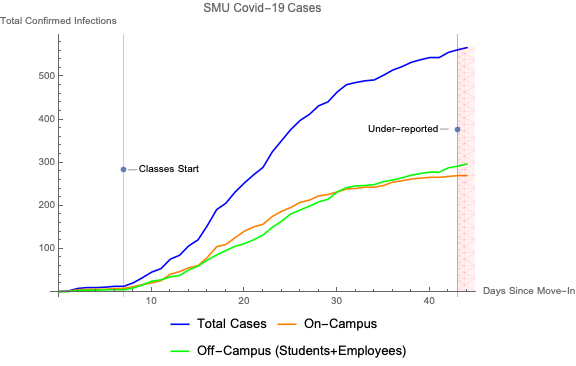 SMU Covid-19 Cases
Total Confirmed Infections
500
400
300
200
100
Under-reported
Classes Start
10
20
30
40
Days Since Move-In
Total Cases
On-Campus
Off-Campus (Students+Employees)